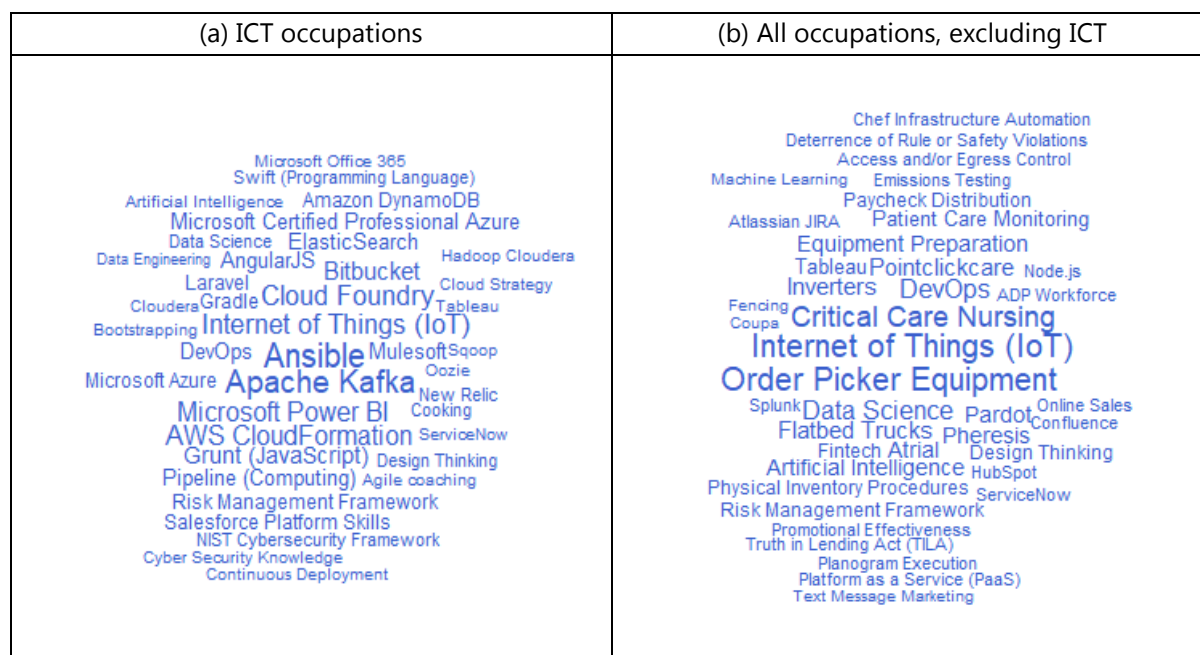 (a) ICT occupations
Microsoft Office 365
Swift (Programming Language)
Artificial Intelligence Amazon DynamoDB
Microsoft Certified Professional Azure
Data Science ElasticSearch
Data Engineering AngularJS Bitbucket Hadoop Cloudera
Laravel Cloud Strategy
Cloudera Gradle Cloud Foundry Tableau
Bootstrapping Internet of Things (IoT)
DevOps Ansible Mulesoft Sqoop
Oozie
Microsoft Azure Apache Kafka
New Relic
Microsoft Power BI Cooking
AWS CloudFormation ServiceNow
Grunt (JavaScript) Design Thinking
Pipeline (Computing) Agile coaching
Risk Management Framework
Salesforce Platform Skills
NIST Cybersecurity Framework
Cyber Security Knowledge
Continuous Deployment
(b) All occupations, excluding ICT
Chef Infrastructure Automation
Deterrence of Rule or Safety Violations
Access and/or Egress Control
Machine Learning Emissions Testing
Paycheck Distribution
Atlassian JIRA Patient Care Monitoring
Equipment Preparation
Tableau Pointclickcare Node.js
Inverters DevOps ADP Workforce
Fencing
Coupa Critical Care Nursing
Internet of Things (IoT)
Order Picker Equipment
Splunk Data Science Pardot Online Sales
Confluence
Flatbed Trucks Pheresis
Fintech Atrial Design Thinking
Artificial Intelligence HubSpot
Physical Inventory Procedures ServiceNow
Risk Management Framework
Promotional Effectiveness
Truth in Lending Act (TILA)
Planogram Execution
Platform as a Service (PaaS)
Text Message Marketing